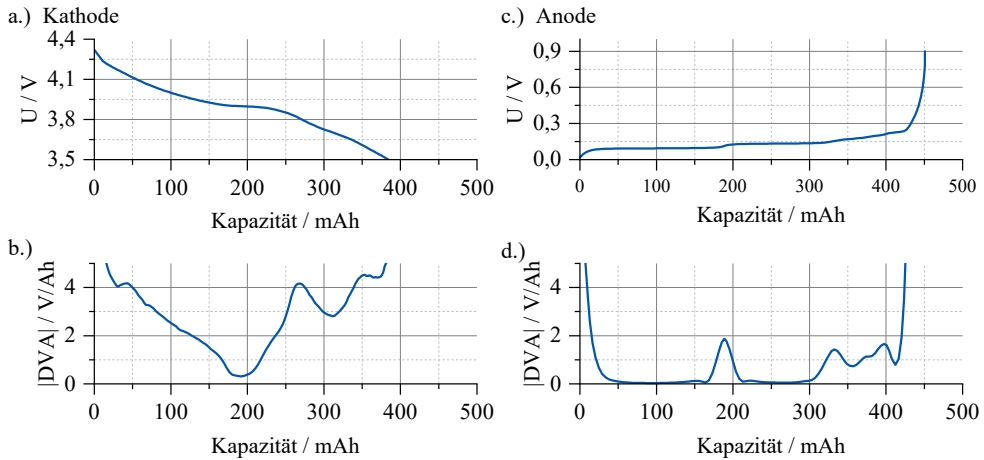 a.) Kathode
4,4
4,1
3,8
3,5
U / V
0 100 200 300 400 500
Kapazität / mAh
c.) Anode
0,9
0,6
0,3
0,0
U / V
0 100 200 300 400 500
Kapazität / mAh
b.)
4
2
0
|DVA| / V/Ah
0 100 200 300 400 500
Kapazität / mAh
d.)
4
2
0
|DVA| / V/Ah
0 100 200 300 400 500
Kapazität / mAh